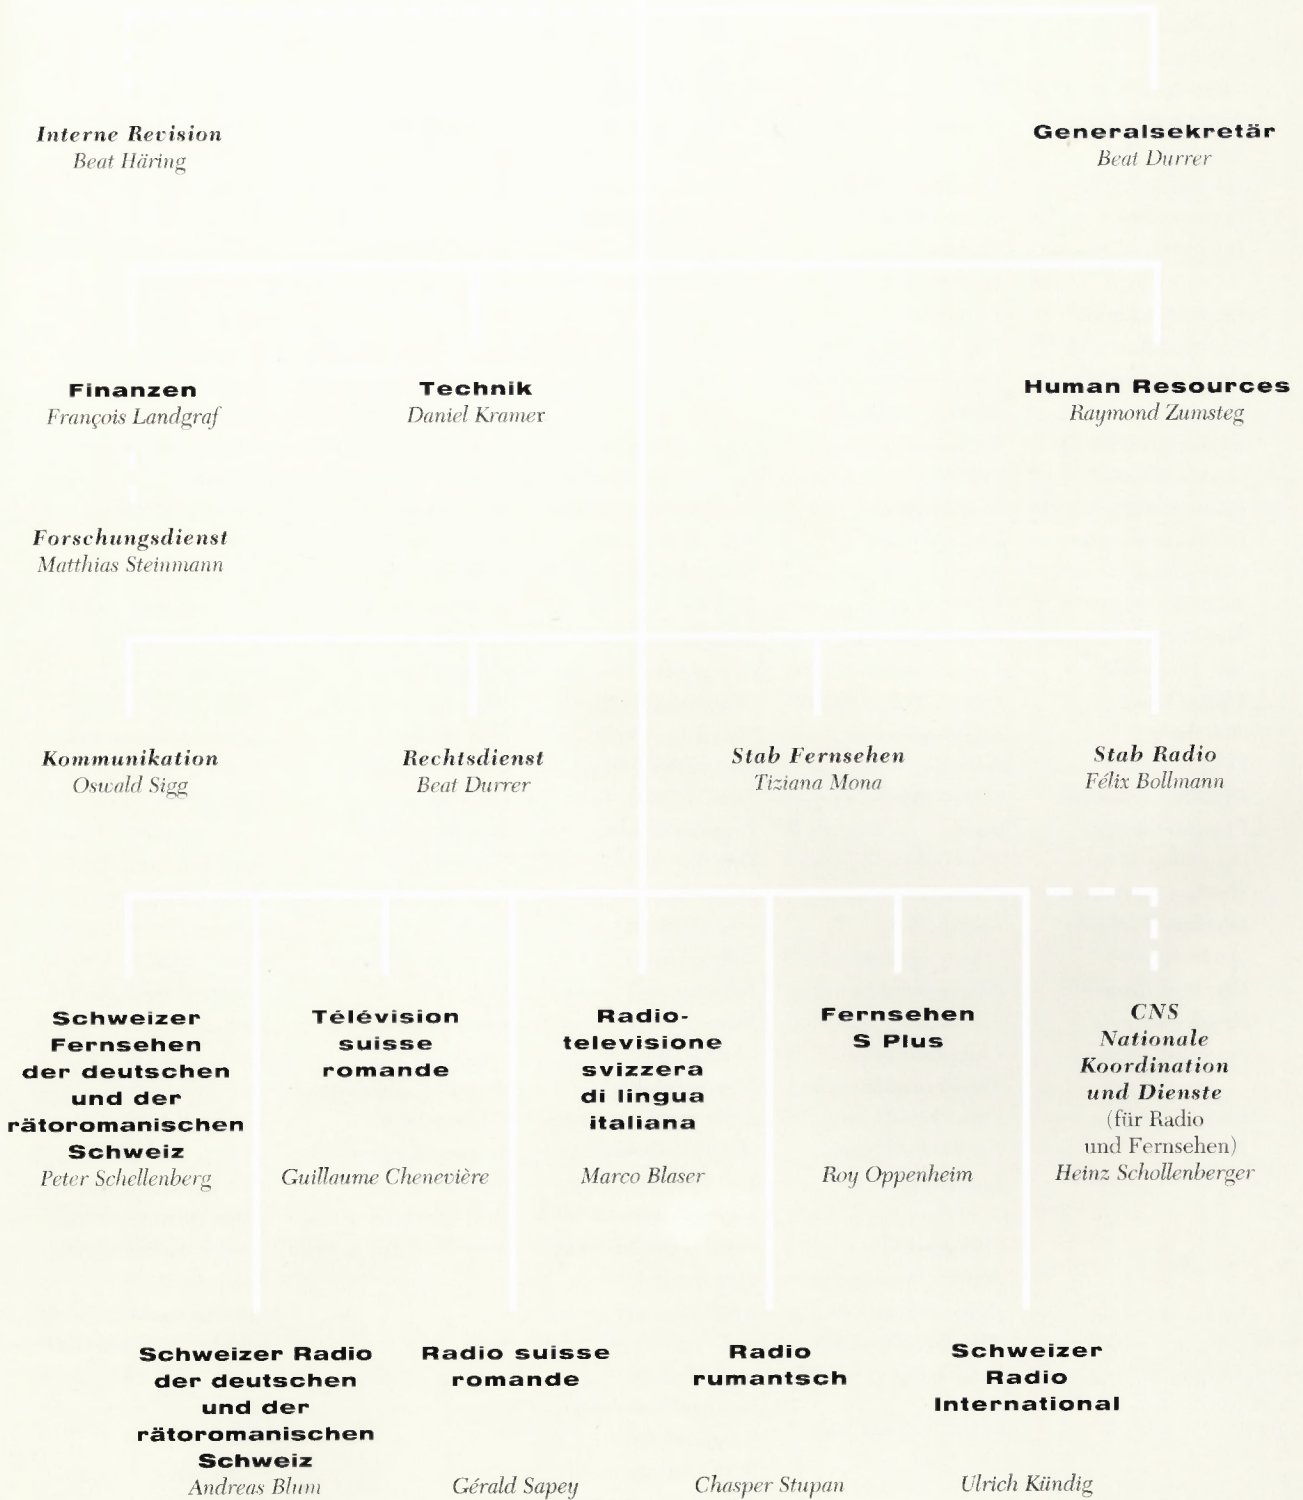 Interne Revision
Beat Häring
Generalsekretär
Beat Durrer
Finanzen
François Landgraf
Technik
Daniel Kramer
Human Resources
Raymond Zumsteg
Forschungsdienst
Matthias Steinmann
Kommunikation
Oswald Sigg
Rechtsdienst
Beat Durrer
Stab Fernsehen
Tiziana Mona
Stab Radio
Félix Bollmann
Schweizer
Fernsehen
der deutschen
und der
rätoromanischen
Schweiz
Peter Schellenberg
Télévision
suisse
romande
Guillaume Chenevière
Radio-
televisione
svizzera
di lingua
italiana
Marco Blaser
Fernsehen
S Plus
Roy Oppenheim
CNS
Nationale
Koordination
und Dienste
(für Radio
und Fernsehen)
Heinz Schollenberger
Schweizer Radio
der deutschen
und der
rätoromanischen
Schweiz
Andreas Blum
Radio suisse
romande
Gérald Sapey
Radio
rumantsch
Chasper Stupan
Schweizer
Radio
International
Ulrich Kündig